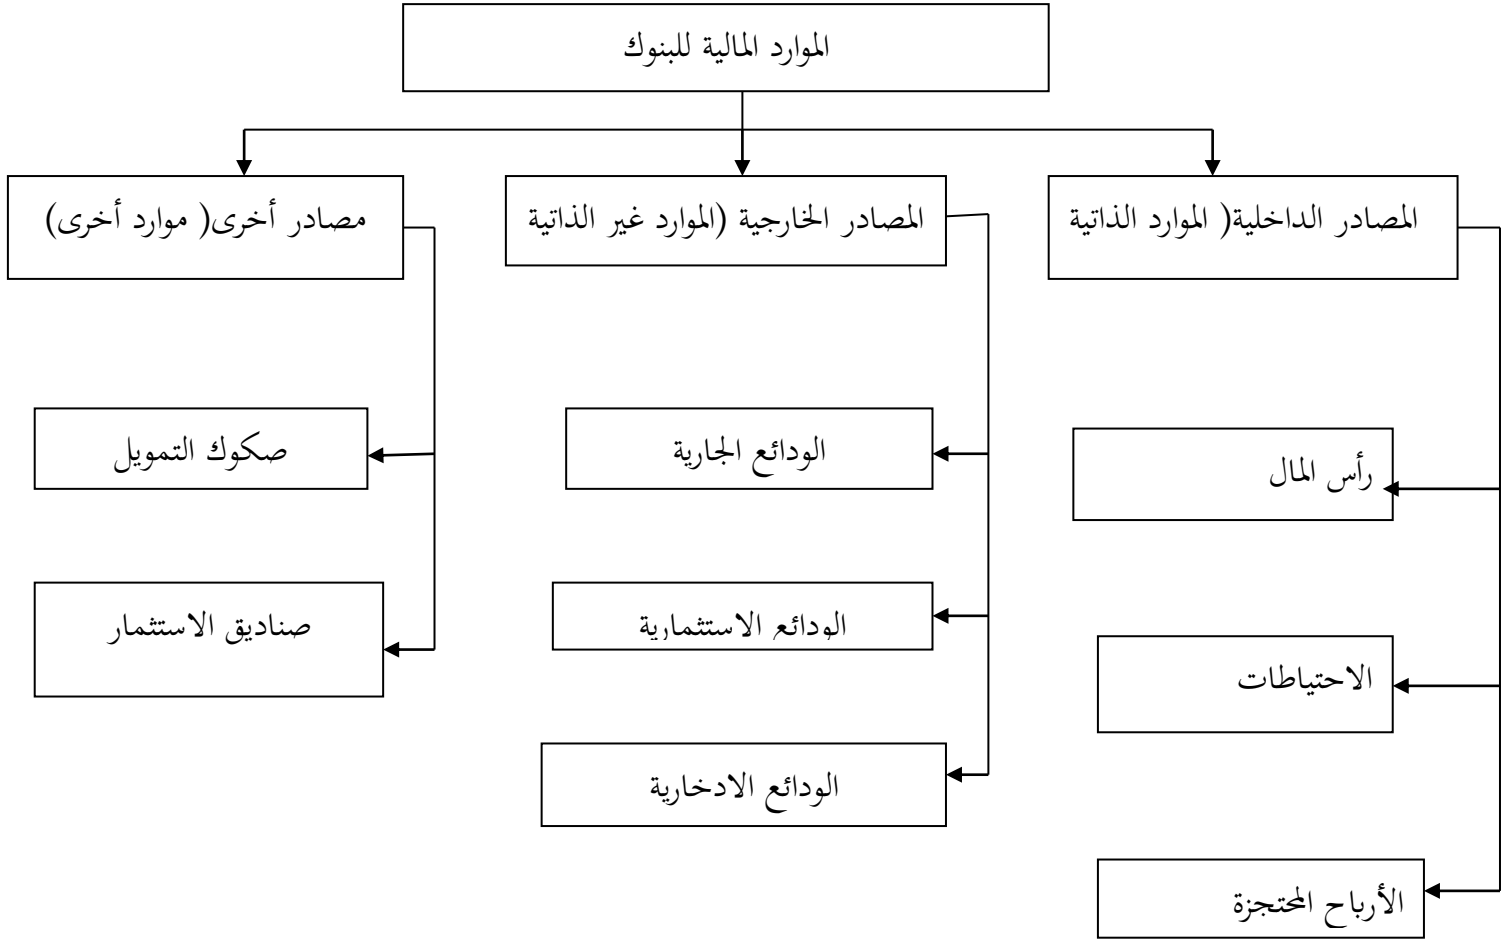 الموارد المالية للبنوك
المصادر الداخلية( الموارد الذاتية
المصادر الخارجية (الموارد غير الذاتية
مصادر أخرى( موارد أخرى)
رأس المال
الاحتياطات
الأرباح المحتجزة
الودائع الجارية
الودائع الاستثمارية
الودائع الادخارية
صكوك التمويل
صناديق الاستثمار